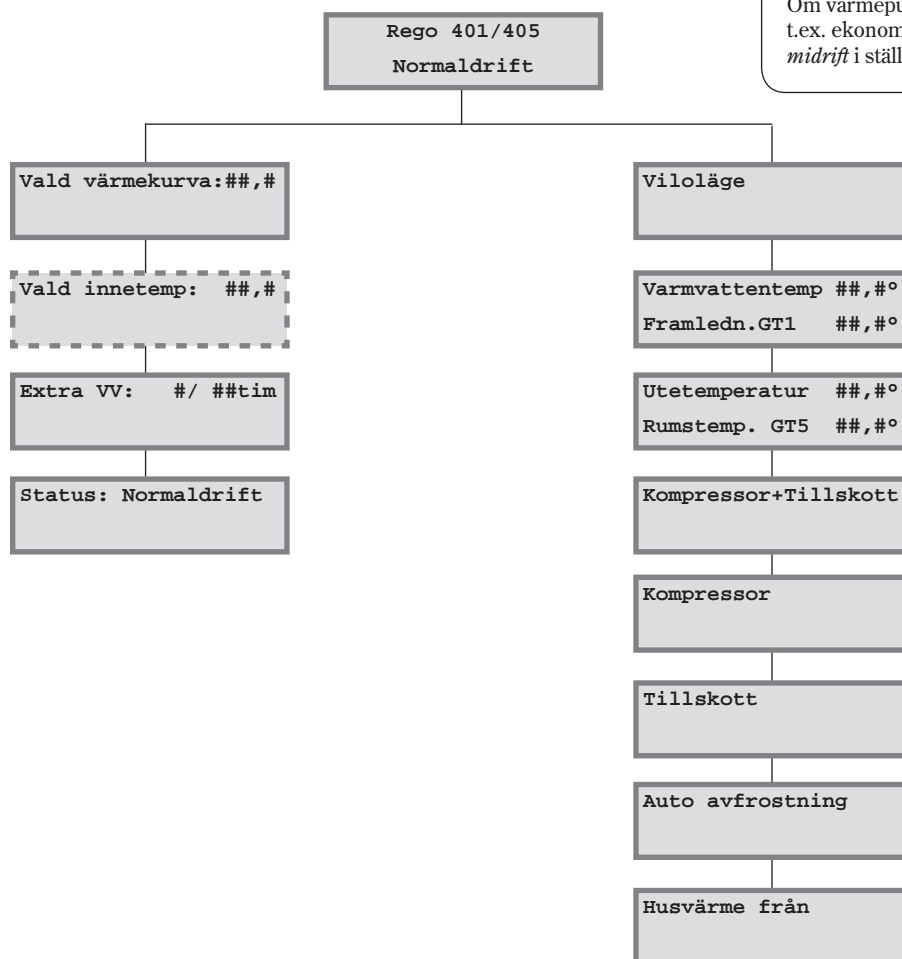 Om värmepu
t.ex. ekonom
midrift i ställ
Rego 401/405
Normaldrift
Vald värmekurva:##,#
Vald innetemp: ##,#
Extra VV: #/ ##tim
Status: Normaldrift
Viloläge
Varmvattentemp ##,#°
Framledn.GT1 ##,#°
Utetemperatur ##,#°
Rumstemp. GT5 ##,#°
Kompressor+Tillskott
Kompressor
Tillskott
Auto avfrostning
Husvärme från